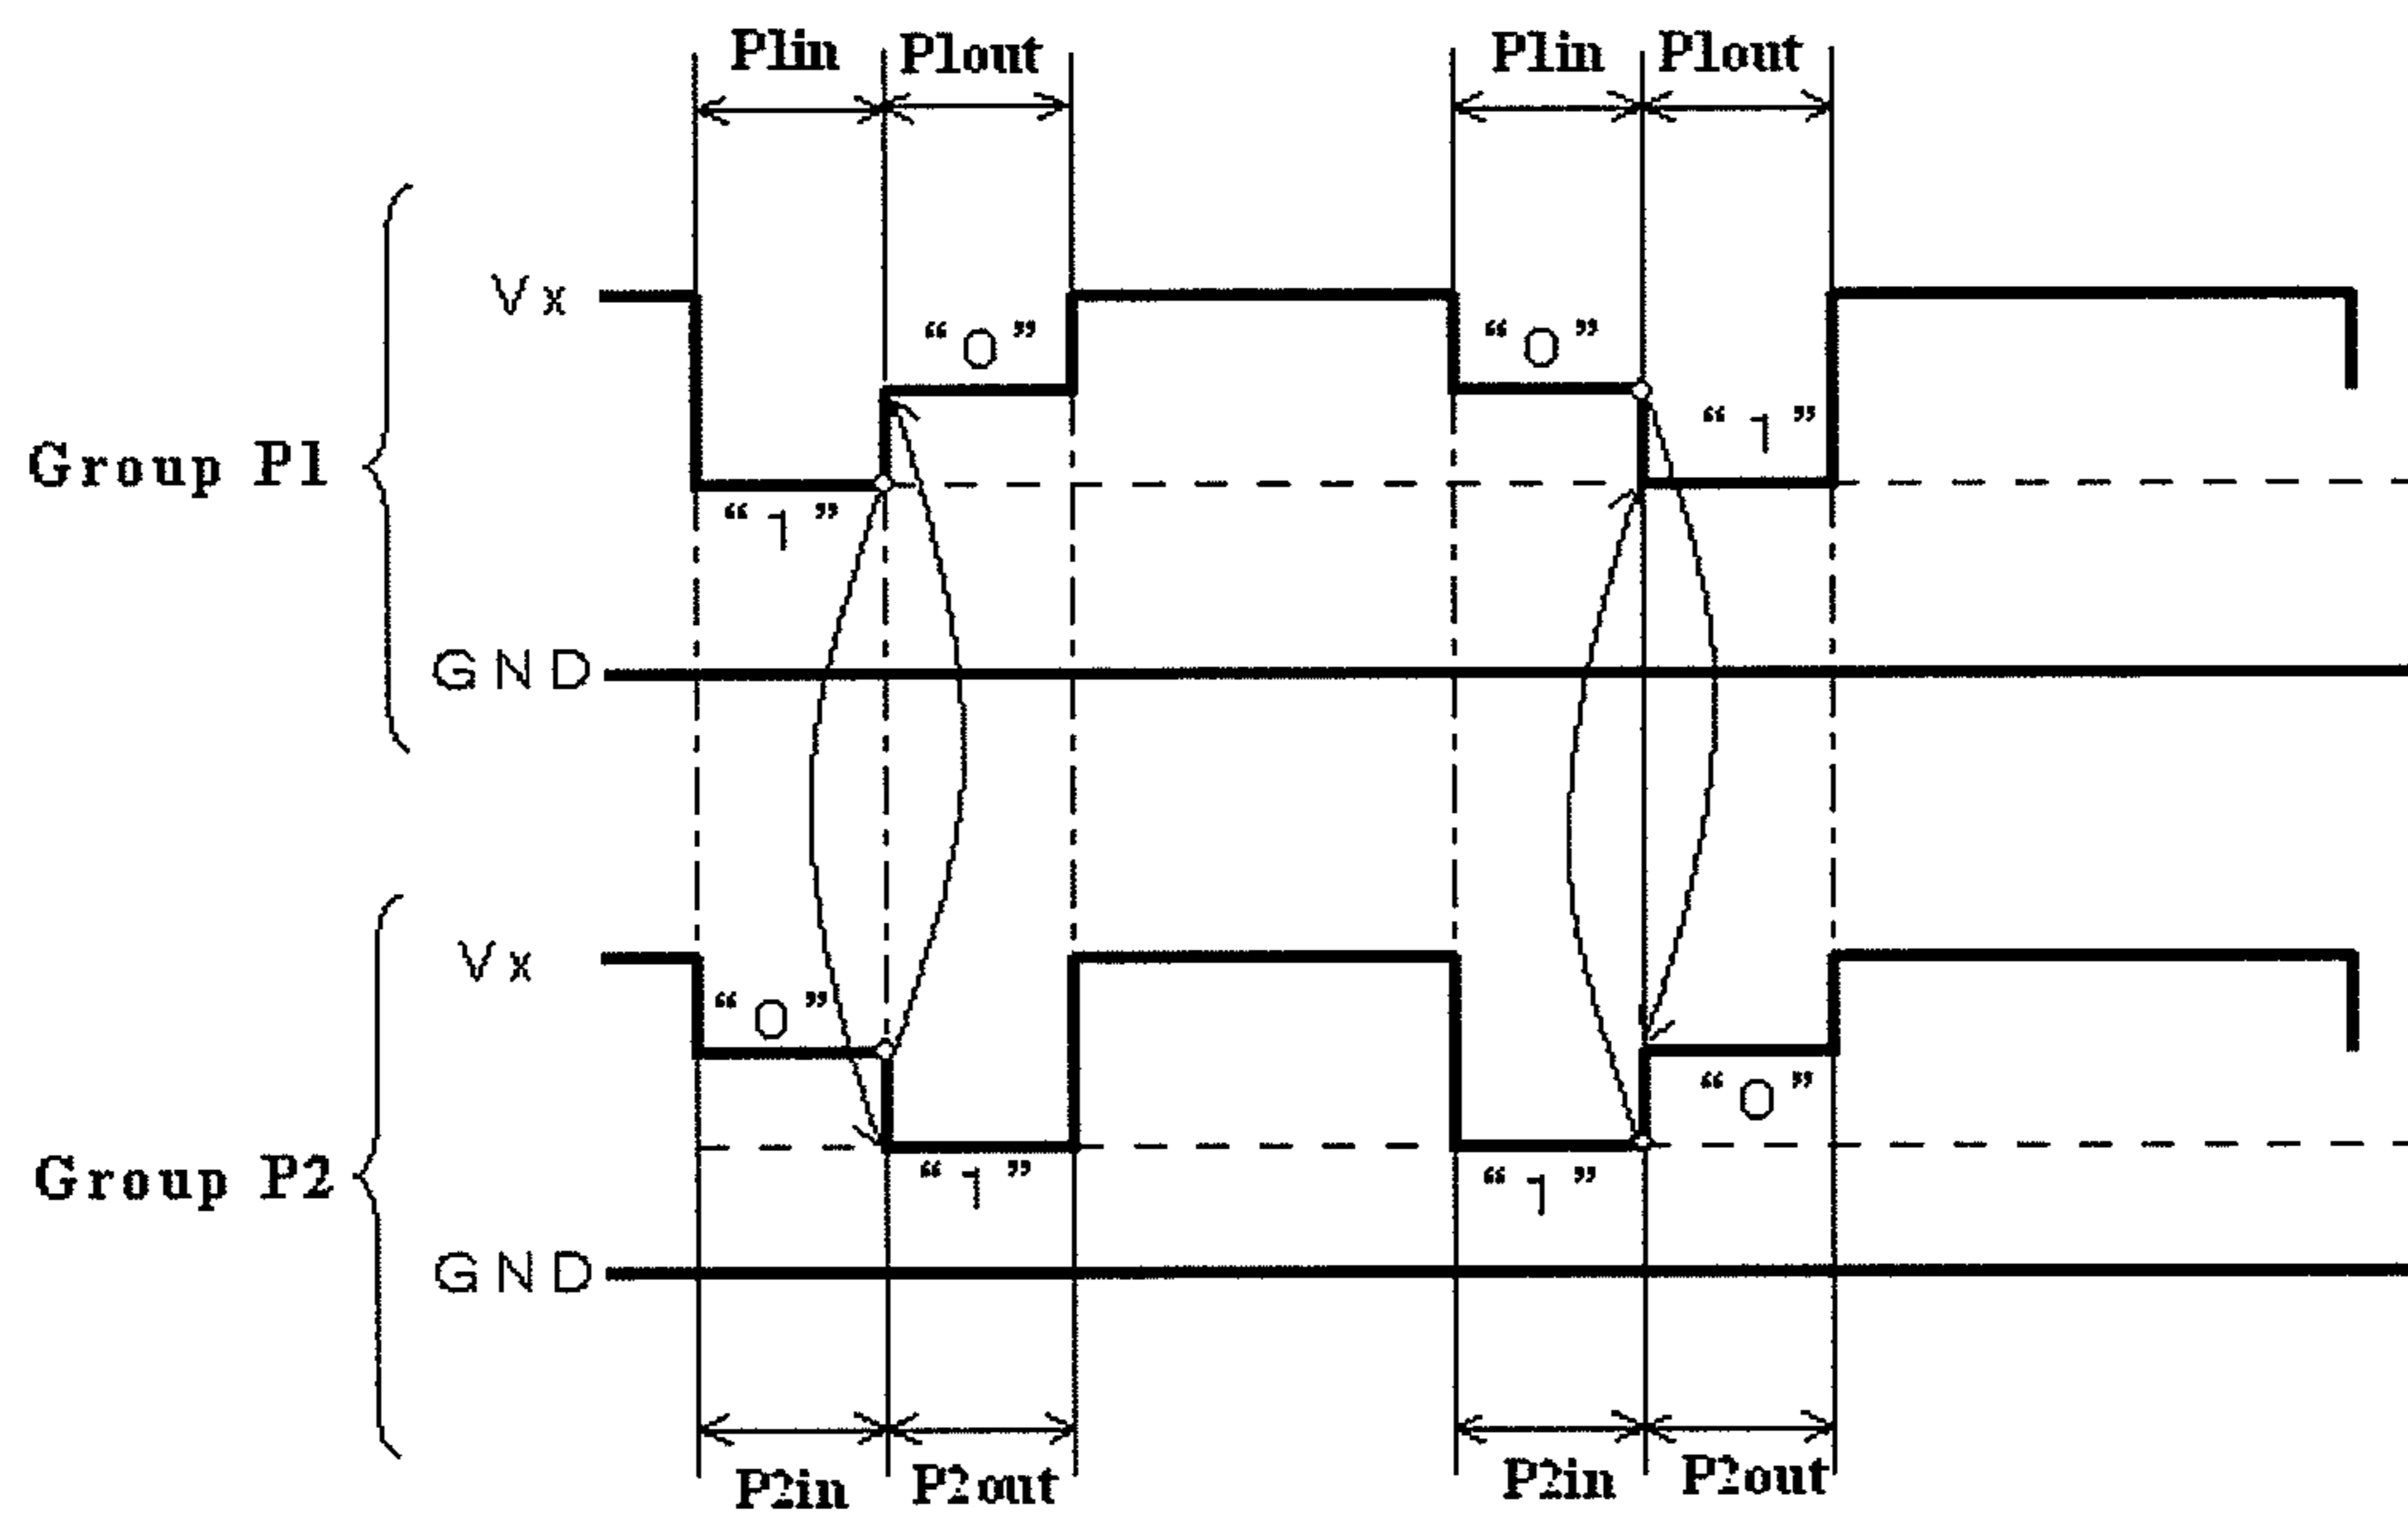 P1in P1out P1in P1out
Vx
“0” “0”
“1”
Group P1
“1”
GND
Vx
“0”
“0”
Group P2
“1” “1”
GND
P2in P2out P2in P2out